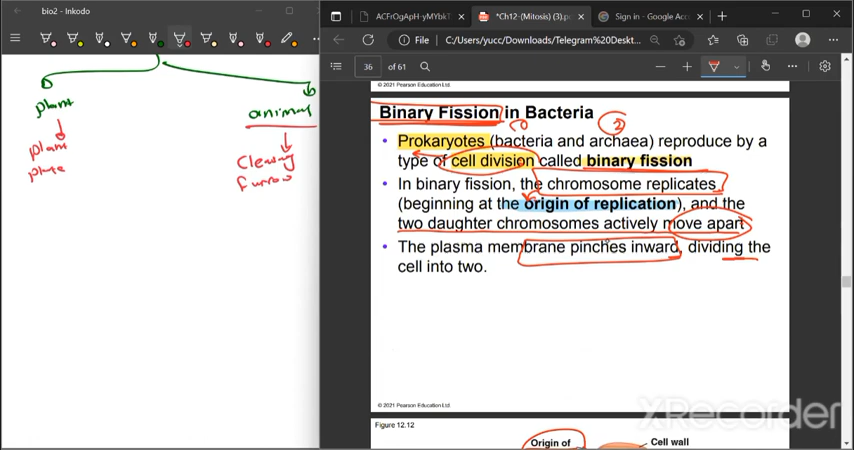 bio2 - Inkodo
ACFrOgApH-yMYbkT
*Ch12-(Mitosis) (3).p
Sign in - Google Acc
File
C:/Users/yucc/Downloads/Telegram%20Deskt...
36 of 61
© 2021 Pearson Education Ltd.
plant
animal
plant
plate
Cleavag
furrow
Binary Fission in Bacteria
2
• Prokaryotes (bacteria and archaea) reproduce by a
type of cell division called binary fission
• In binary fission, the chromosome replicates
(beginning at the origin of replication), and the
two daughter chromosomes actively move apart
• The plasma membrane pinches inward, dividing the
cell into two.
© 2021 Pearson Education Ltd.
XRecorder
Figure 12.12
Origin of
Cell wall